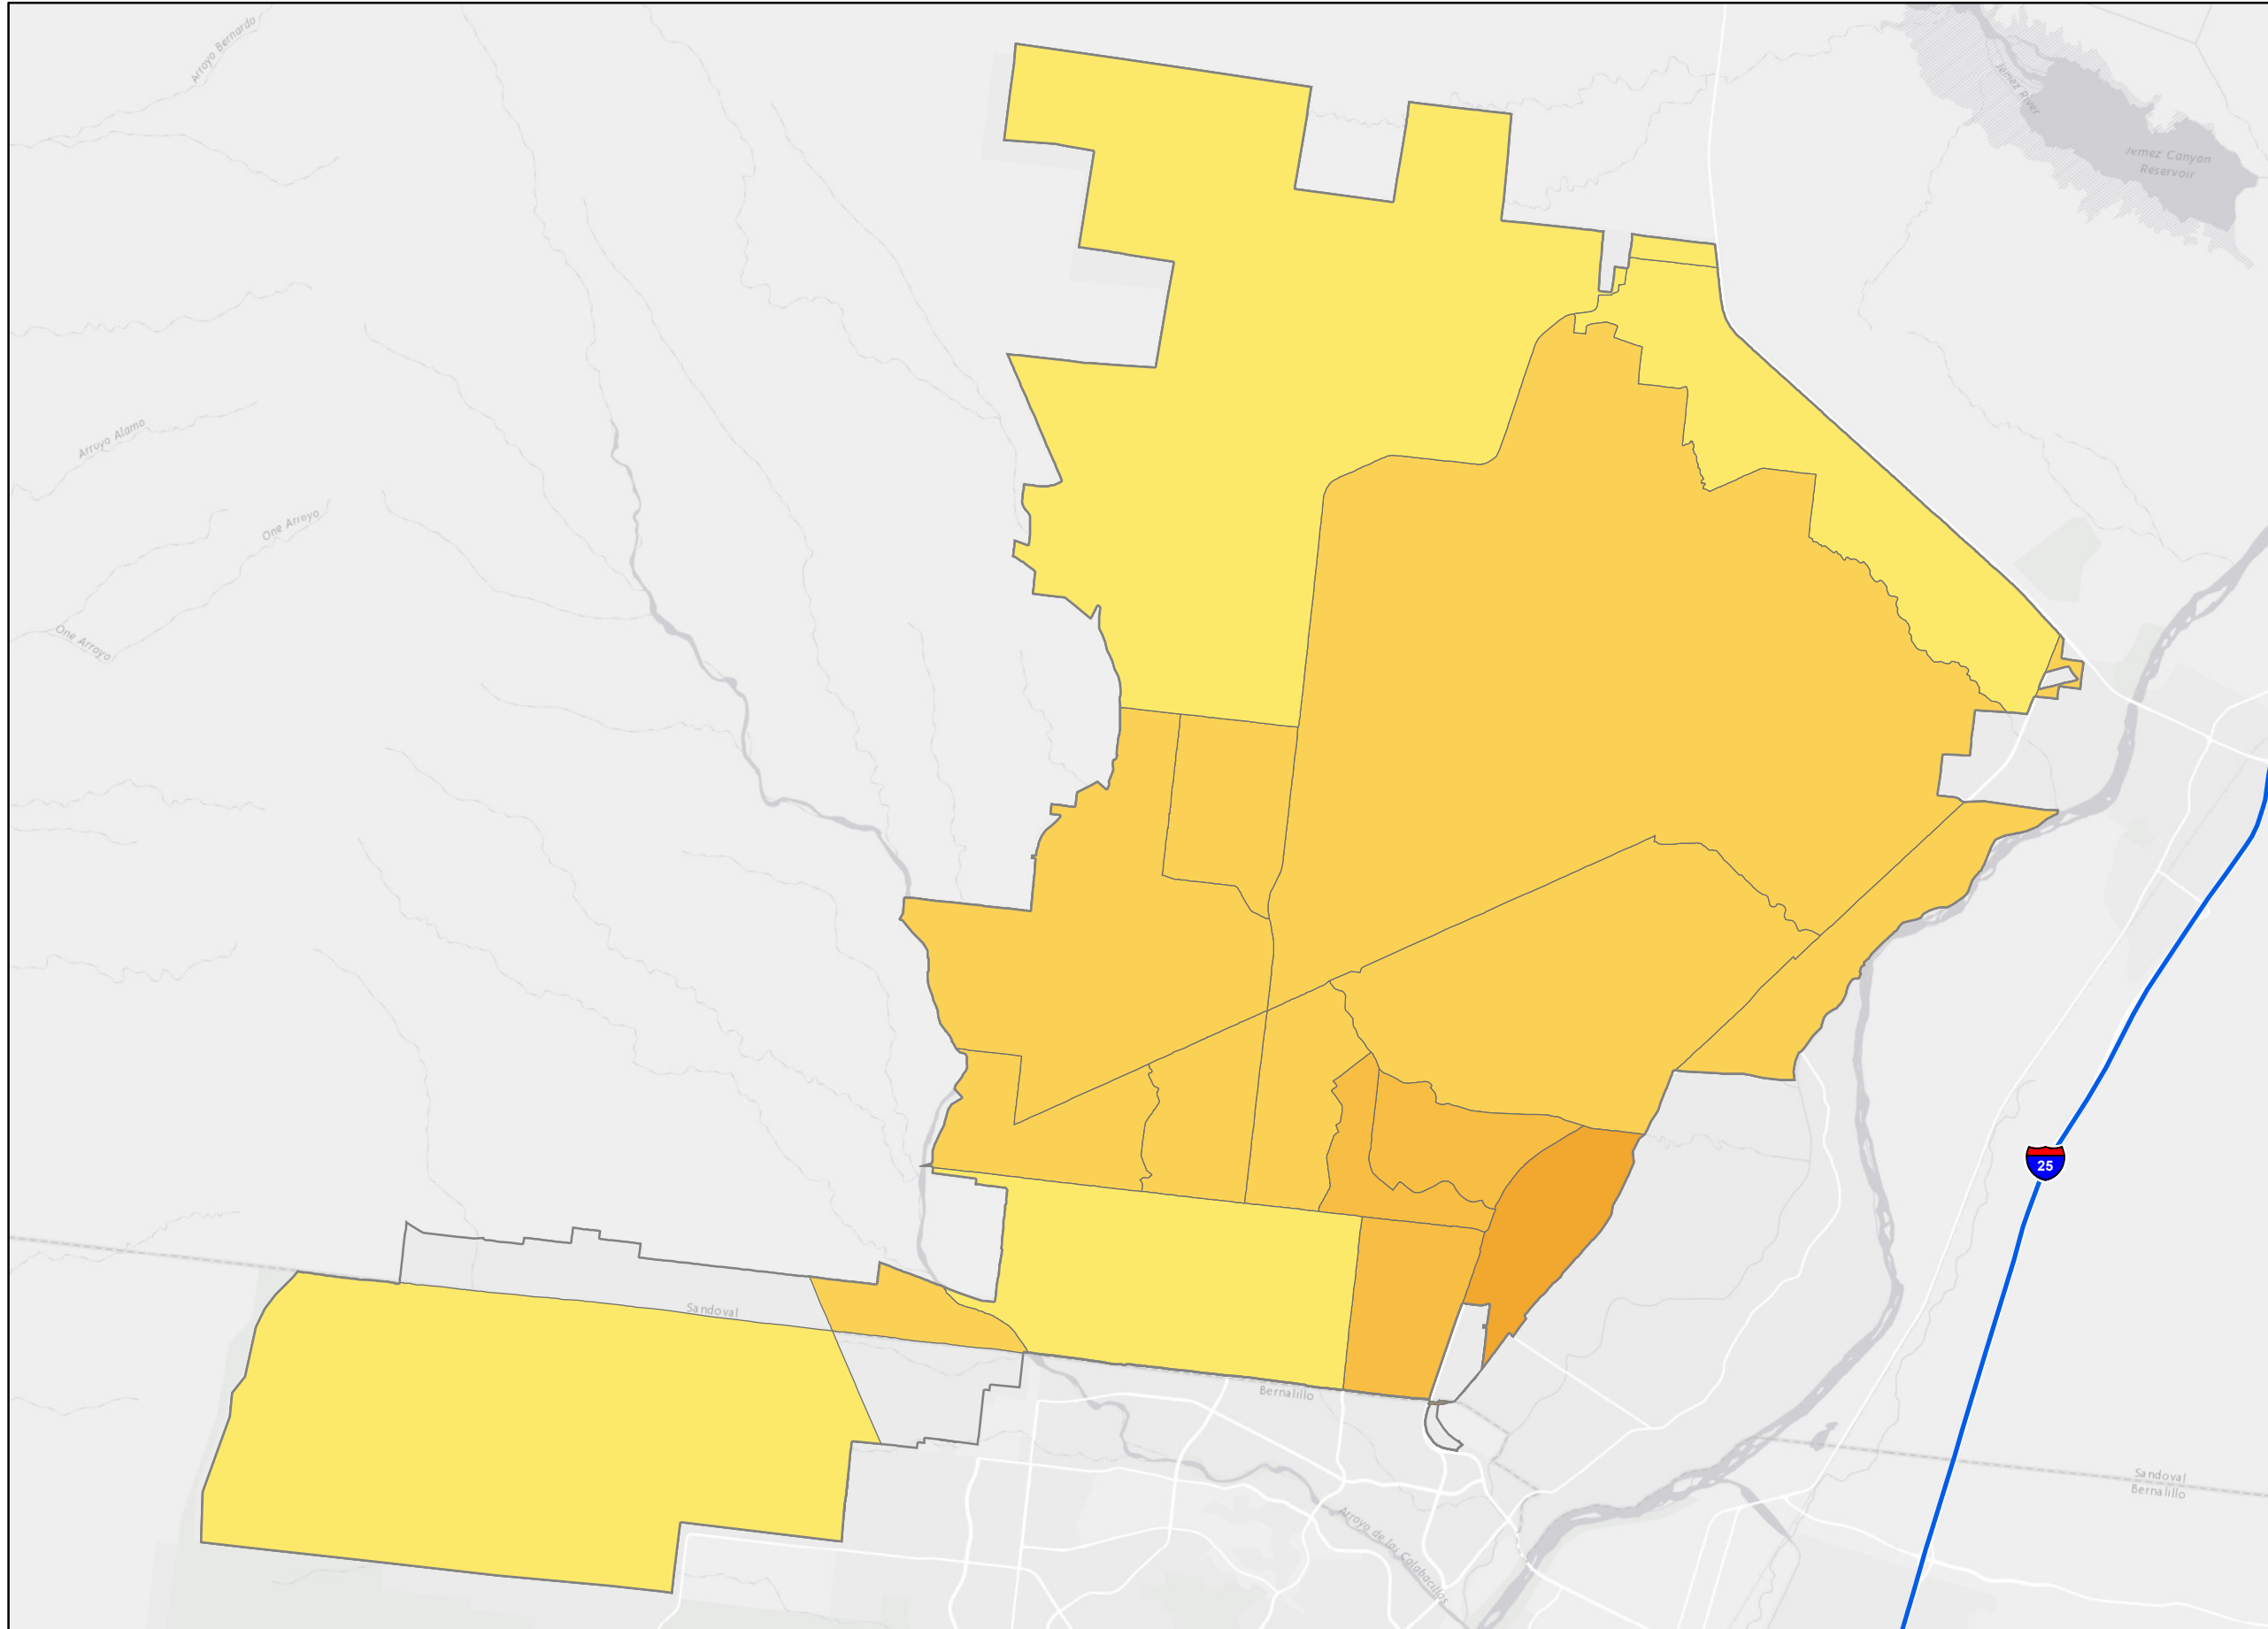 Arroyo Bernardo
Jemez River
Jemez Canyon
Reservoir
Arroyo Alamo
One Arroyo
One Arroyo
25
Sandoval
Bernalillo
Sandoval
Bernalillo
Arroyo de las Calabacillas